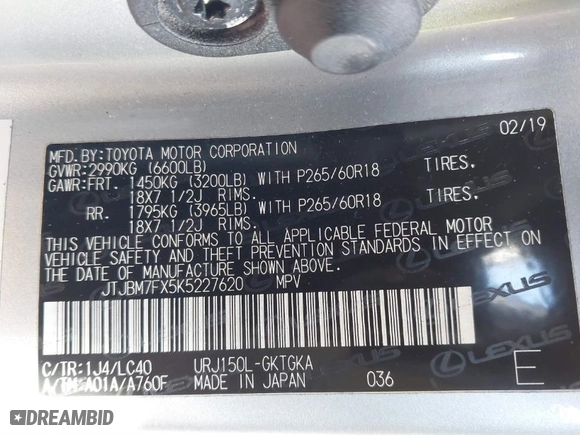 02/19
MFD.BY:TOYOTA MOTOR CORPORATION
GVWR:2990KG (6600LB)
GAWR:FRT. 1450KG (3200LB) WITH P265/60R18 TIRES.
18X7 1/2J RIMS.
RR. 1795KG (3965LB) WITH P265/60R18 TIRES.
18X7 1/2J RIMS.
THIS VEHICLE CONFORMS TO ALL APPLICABLE FEDERAL MOTOR
VEHICLE SAFETY AND THEFT PREVENTION STANDARDS IN EFFECT ON
THE DATE OF MANUFACTURE SHOWN ABOVE.
JTJBM7FX5K5227620 MPV
C/TR:1J4/LC40 URJ150L-GKTGKA
A/TM:A01A/A760F MADE IN JAPAN 036 E
LEXUS
DREAMBID